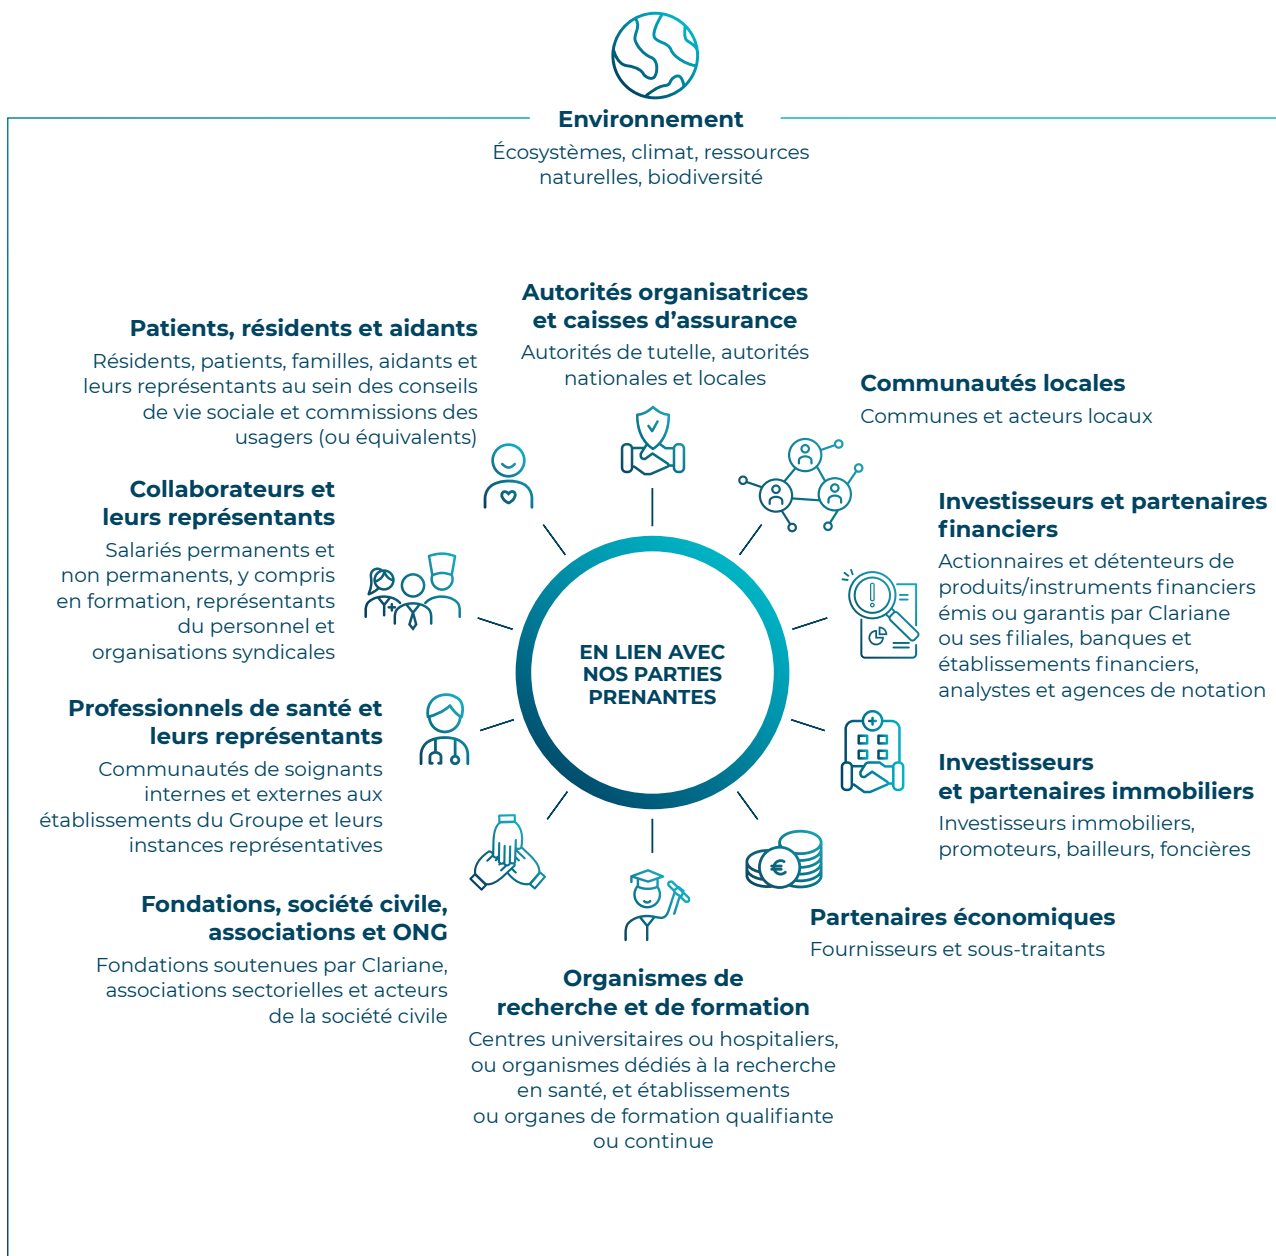 Environnement
Écosystèmes, climat, ressources
naturelles, biodiversité
Autorités organisatrices
et caisses d’assurance
Autorités de tutelle, autorités
nationales et locales
Patients, résidents et aidants
Résidents, patients, familles, aidants et
leurs représentants au sein des conseils
de vie sociale et commissions des
usagers (ou équivalents)
Communautés locales
Communes et acteurs locaux
Collaborateurs et
leurs représentants
Salariés permanents et
non permanents, y compris
en formation, représentants
du personnel et
organisations syndicales
Investisseurs et partenaires
financiers
Actionnaires et détenteurs de
produits/instruments financiers
émis ou garantis par Clariane
ou ses filiales, banques et
établissements financiers,
analystes et agences de notation
EN LIEN AVEC
NOS PARTIES
PRENANTES
Professionnels de santé et
leurs représentants
Communautés de soignants
internes et externes aux
établissements du Groupe et leurs
instances représentatives
Investisseurs
et partenaires immobiliers
Investisseurs immobiliers,
promoteurs, bailleurs, foncières
€
Fondations, société civile,
associations et ONG
Fondations soutenues par Clariane,
associations sectorielles et acteurs
de la société civile
Partenaires économiques
Fournisseurs et sous-traitants
Organismes de
recherche et de formation
Centres universitaires ou hospitaliers,
ou organismes dédiés à la recherche
en santé, et établissements
ou organes de formation qualifiante
ou continue